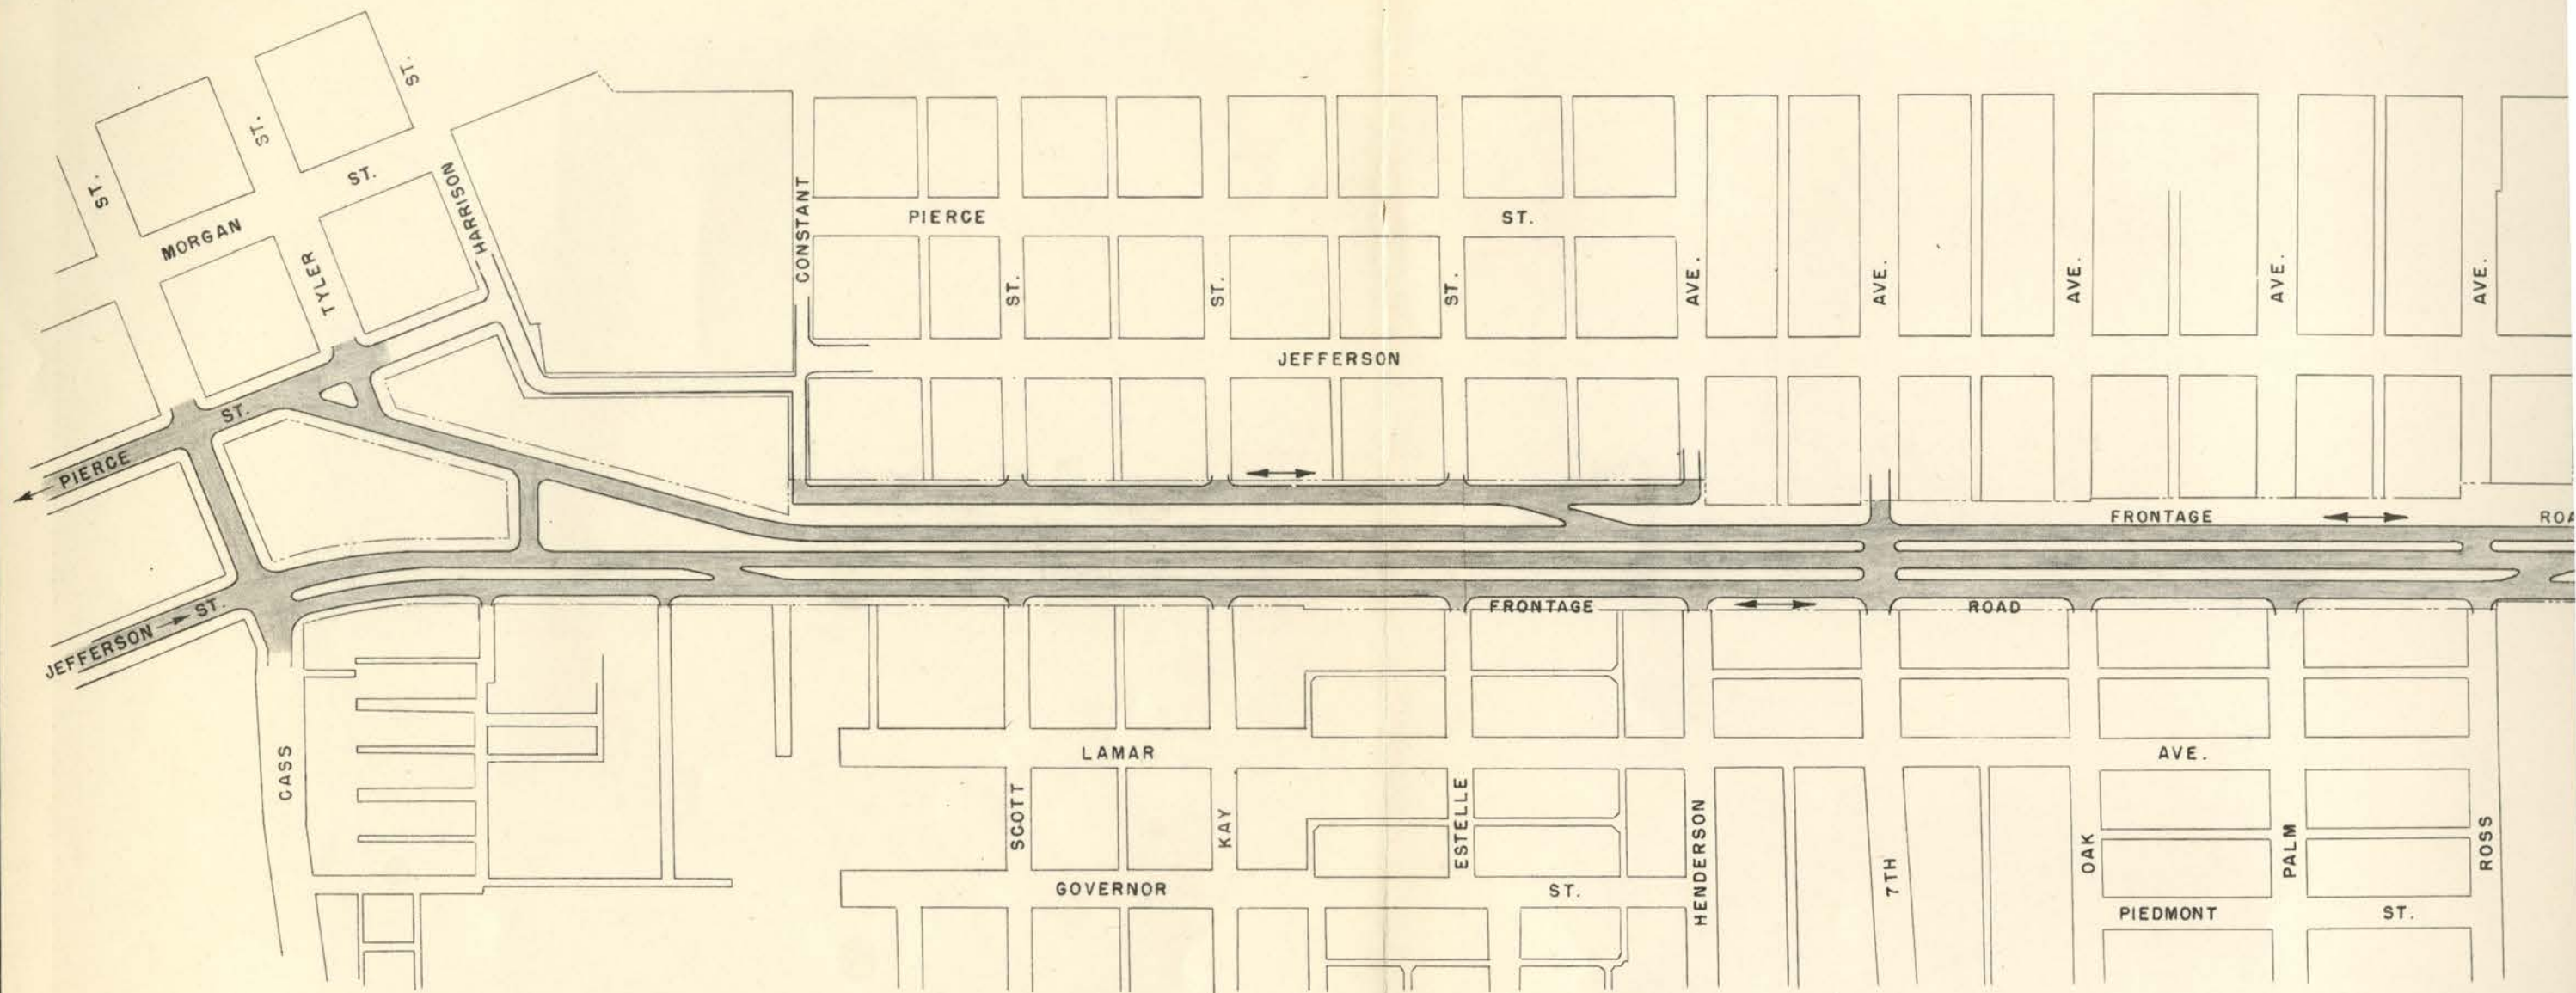 ST.
ST.
ST.
MORGAN ST.
TYLER
HARRISON
CONSTANT
PIERCE ST.
ST.
ST.
ST.
AVE.
AVE.
AVE.
AVE.
AVE.
JEFFERSON
PIERCE ST.
FRONTAGE ROA
JEFFERSON ST.
FRONTAGE ROAD
CASS
LAMAR AVE.
SCOTT
KAY
ESTELLE
HENDERSON
7TH
OAK
PALM
ROSS
GOVERNOR ST.
PIEDMONT ST.